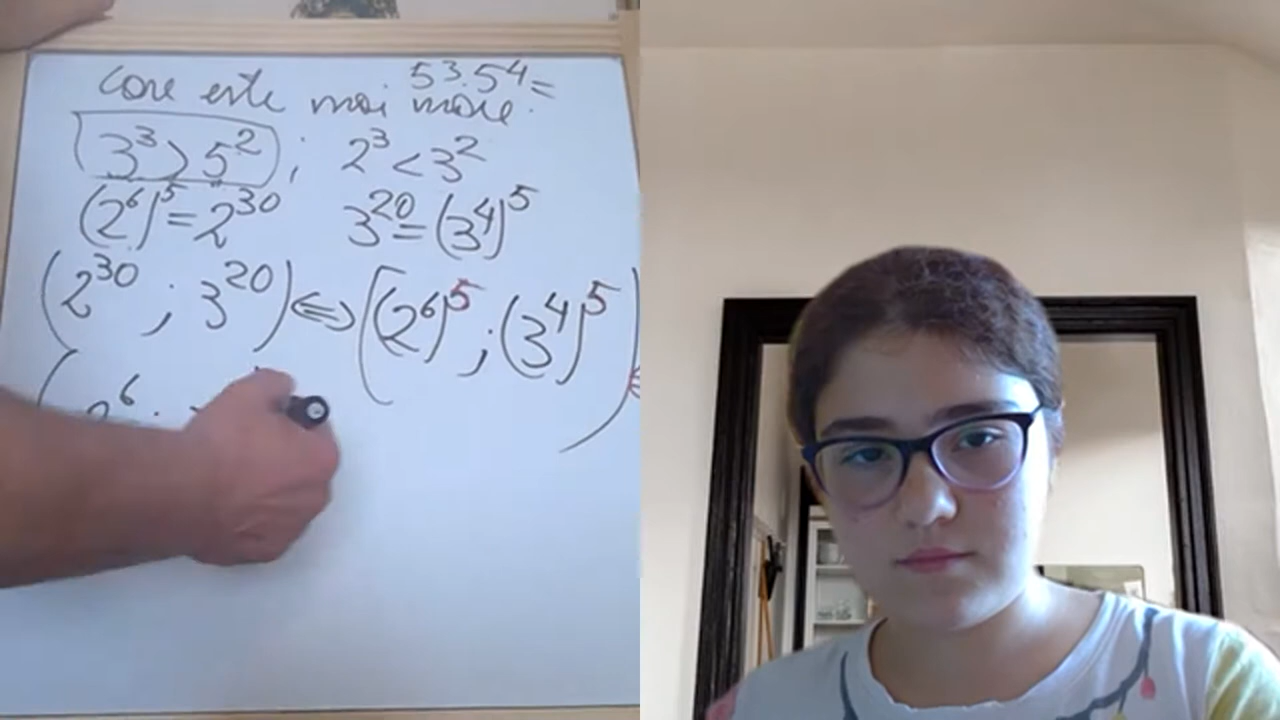 5³·5⁴=
care este mai mare:
3³ > 5² ; 2³ < 3²
(2⁶)⁵ = 2³⁰ 3²⁰ = (3⁴)⁵
(2³⁰ ; 3²⁰) ⇔ ((2⁶)⁵ ; (3⁴)⁵)
(2⁶ ;